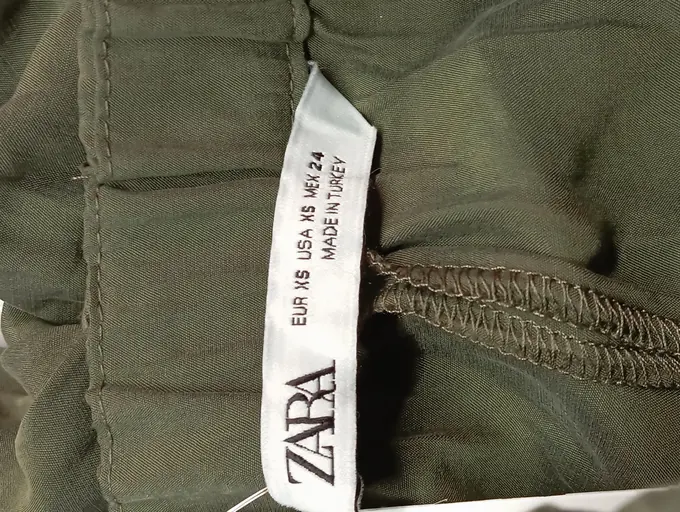 ZARA
EUR XS USA XS MEX 24
MADE IN TURKEY